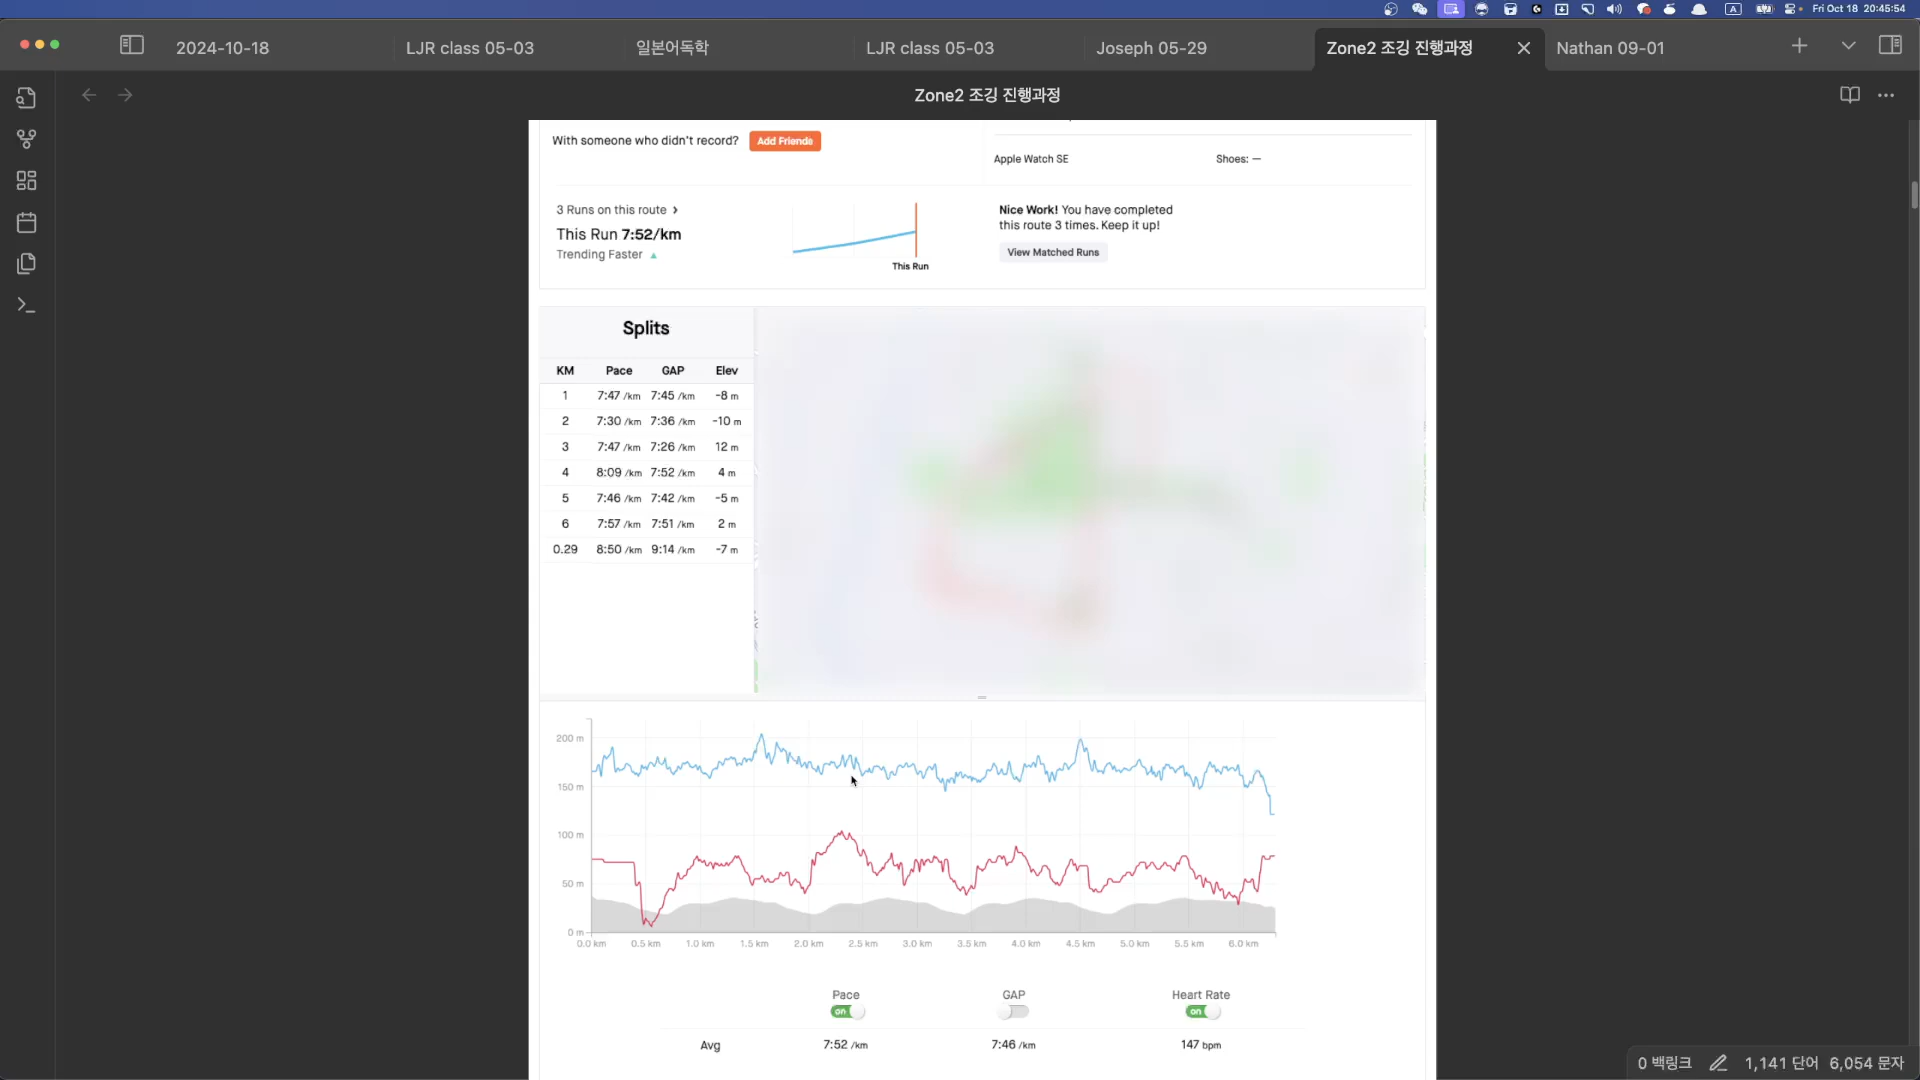 Fri Oct 18 20:45:54
2024-10-18
LJR class 05-03
일본어독학
LJR class 05-03
Joseph 05-29
Zone2 조깅 진행과정
Nathan 09-01
Zone2 조깅 진행과정
With someone who didn't record? Add Friends
Apple Watch SE Shoes: —
3 Runs on this route
This Run 7:52/km
Trending Faster
This Run
Nice Work! You have completed
this route 3 times. Keep it up!
View Matched Runs
Splits
KM Pace GAP Elev
1 7:47 /km 7:45 /km -8 m
2 7:30 /km 7:36 /km -10 m
3 7:47 /km 7:26 /km 12 m
4 8:09 /km 7:52 /km 4 m
5 7:46 /km 7:42 /km -5 m
6 7:57 /km 7:51 /km 2 m
0.29 8:50 /km 9:14 /km -7 m
200 m
150 m
100 m
50 m
0 m
0.0 km 0.5 km 1.0 km 1.5 km 2.0 km 2.5 km 3.0 km 3.5 km 4.0 km 4.5 km 5.0 km 5.5 km 6.0 km
Pace GAP Heart Rate
on on
Avg 7:52 /km 7:46 /km 147 bpm
0 백링크 1,141 단어 6,054 문자